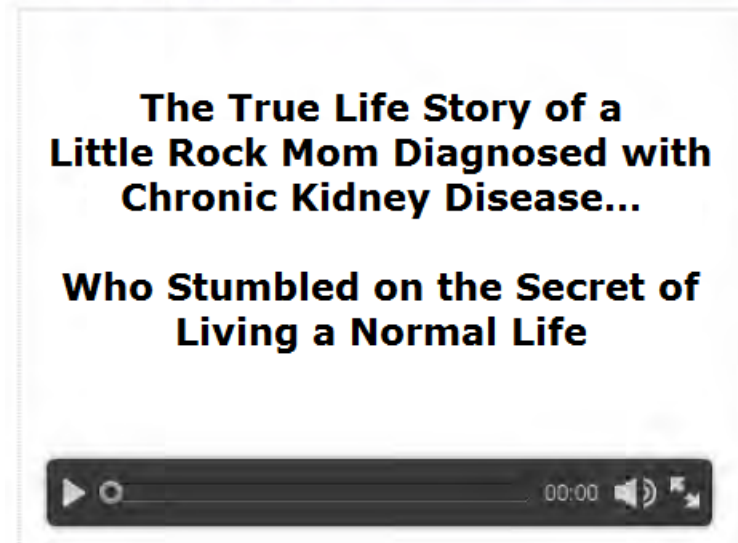 The True Life Story of a
Little Rock Mom Diagnosed with
Chronic Kidney Disease...
Who Stumbled on the Secret of
Living a Normal Life
00:00